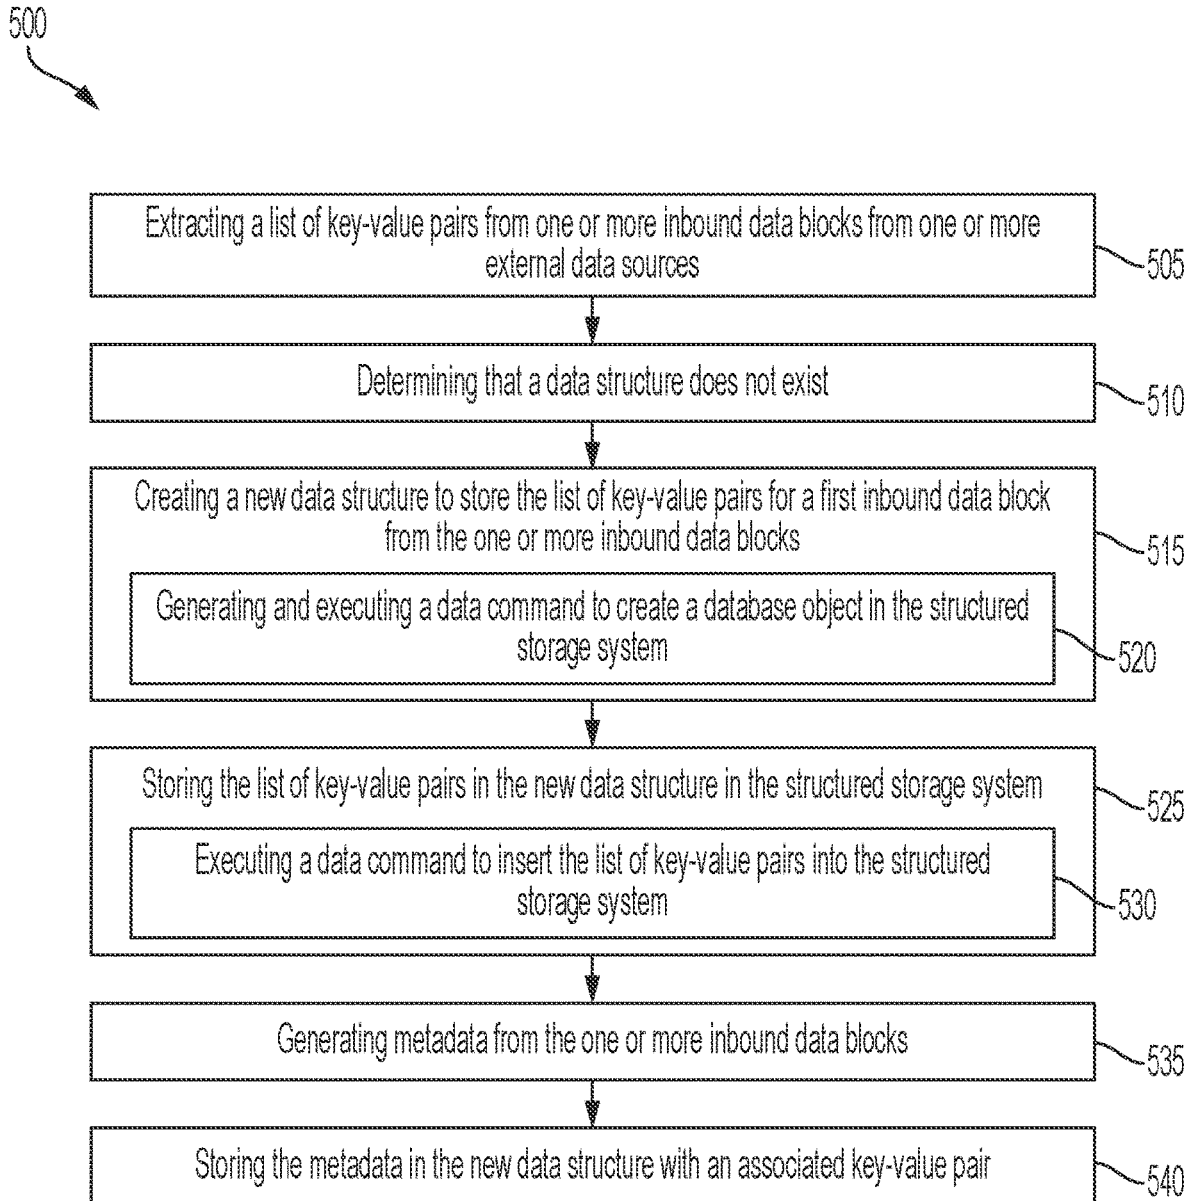 500
Extracting a list of key-value pairs from one or more inbound data blocks from one or more
external data sources
505
Determining that a data structure does not exist
510
Creating a new data structure to store the list of key-value pairs for a first inbound data block
from the one or more inbound data blocks
515
Generating and executing a data command to create a database object in the structured
storage system
520
Storing the list of key-value pairs in the new data structure in the structured storage system
525
Executing a data command to insert the list of key-value pairs into the structured
storage system
530
Generating metadata from the one or more inbound data blocks
535
Storing the metadata in the new data structure with an associated key-value pair
540